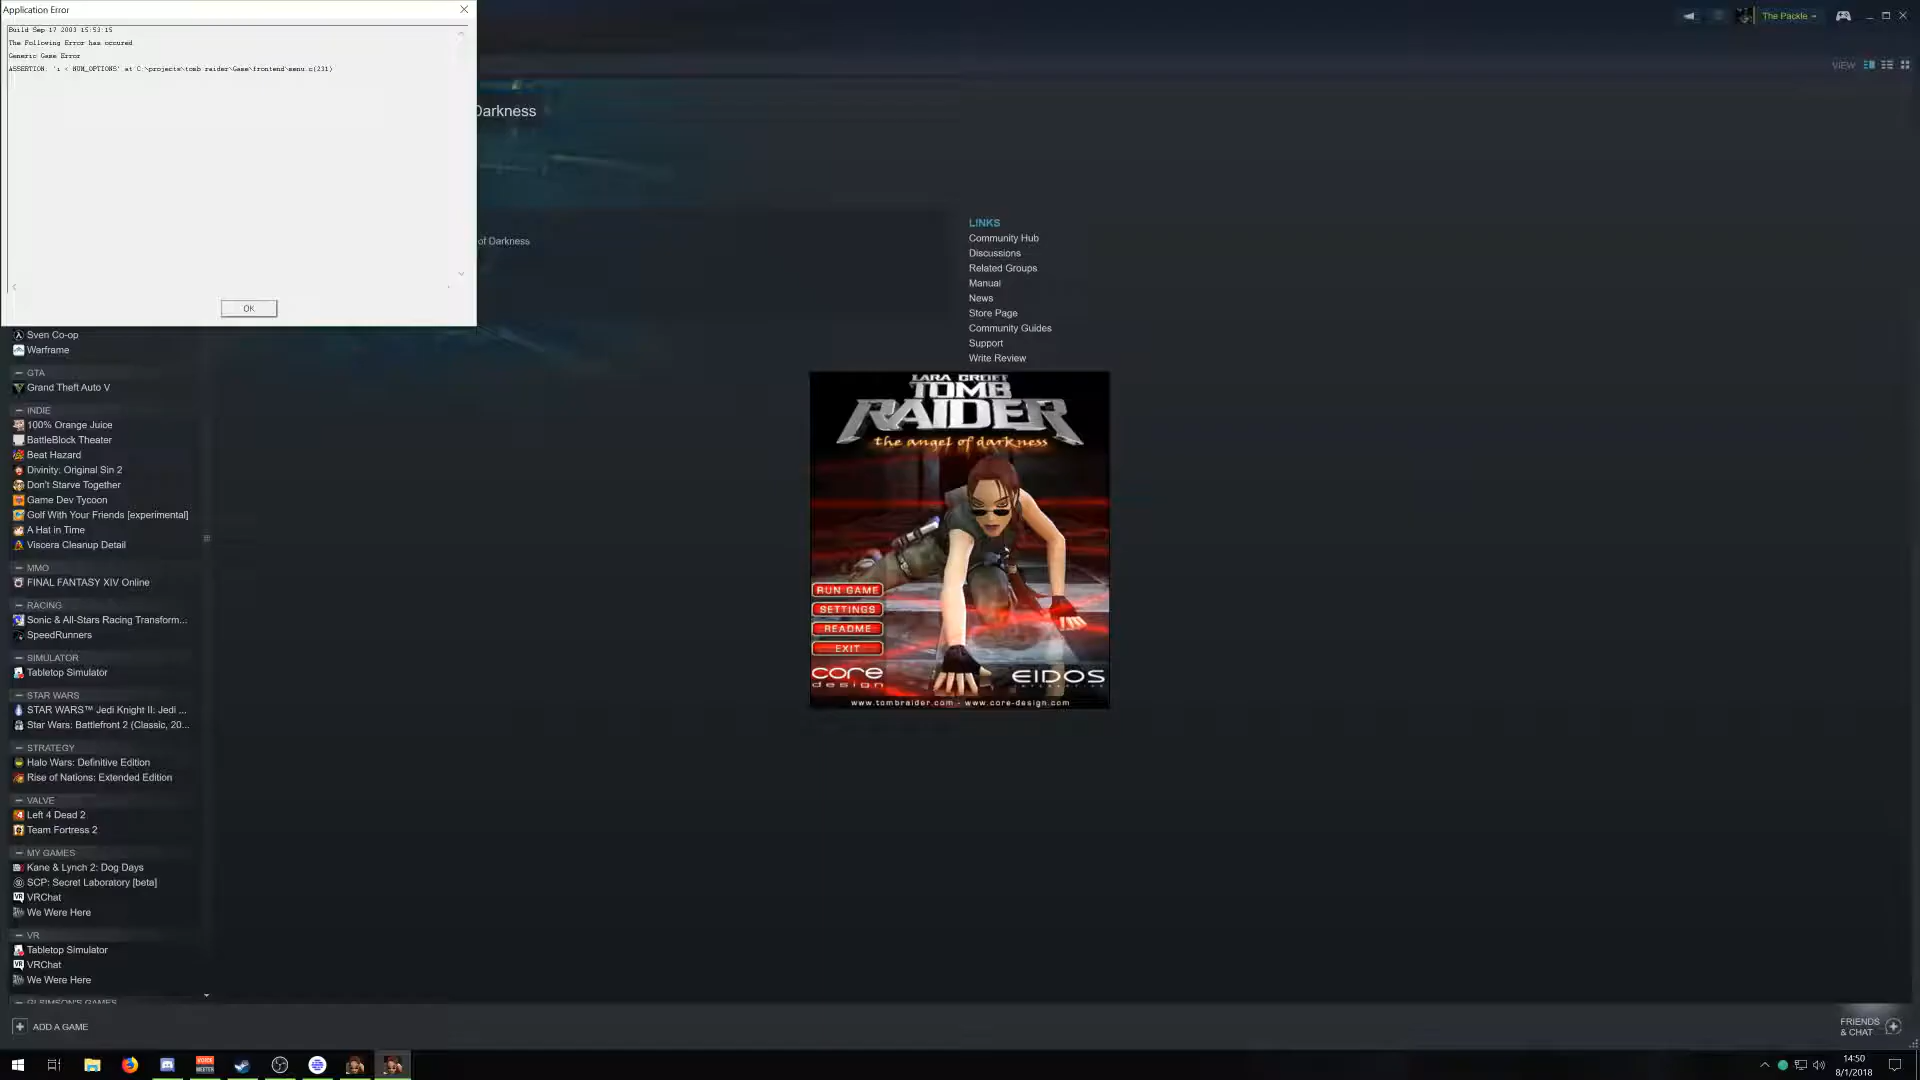 Application Error
Build Sep 17 2003 15:53:15
The Following Error has occured
Generic Game Error
ASSERTION: 'i < NUM_OPTIONS' at C:\projects\tomb raider\Game\frontend\menu.c(231)
OK
The Packle
VIEW
Darkness
of Darkness
LINKS
Community Hub
Discussions
Related Groups
Manual
News
Store Page
Community Guides
Support
Write Review
Sven Co-op
Warframe
GTA
Grand Theft Auto V
INDIE
100% Orange Juice
BattleBlock Theater
Beat Hazard
Divinity: Original Sin 2
Don't Starve Together
Game Dev Tycoon
Golf With Your Friends [experimental]
A Hat in Time
Viscera Cleanup Detail
MMO
FINAL FANTASY XIV Online
RACING
Sonic & All-Stars Racing Transform...
SpeedRunners
SIMULATOR
Tabletop Simulator
STAR WARS
STAR WARS™ Jedi Knight II: Jedi ...
Star Wars: Battlefront 2 (Classic, 20...
STRATEGY
Halo Wars: Definitive Edition
Rise of Nations: Extended Edition
VALVE
Left 4 Dead 2
Team Fortress 2
MY GAMES
Kane & Lynch 2: Dog Days
SCP: Secret Laboratory [beta]
VRChat
We Were Here
VR
Tabletop Simulator
VRChat
We Were Here
LARA CROFT
TOMB
RAIDER
the angel of darkness
RUN GAME
SETTINGS
README
EXIT
core
design
EIDOS
www.tombraider.com - www.core-design.com
ADD A GAME
FRIENDS
& CHAT
VOICE
MEETER
14:50
8/1/2018